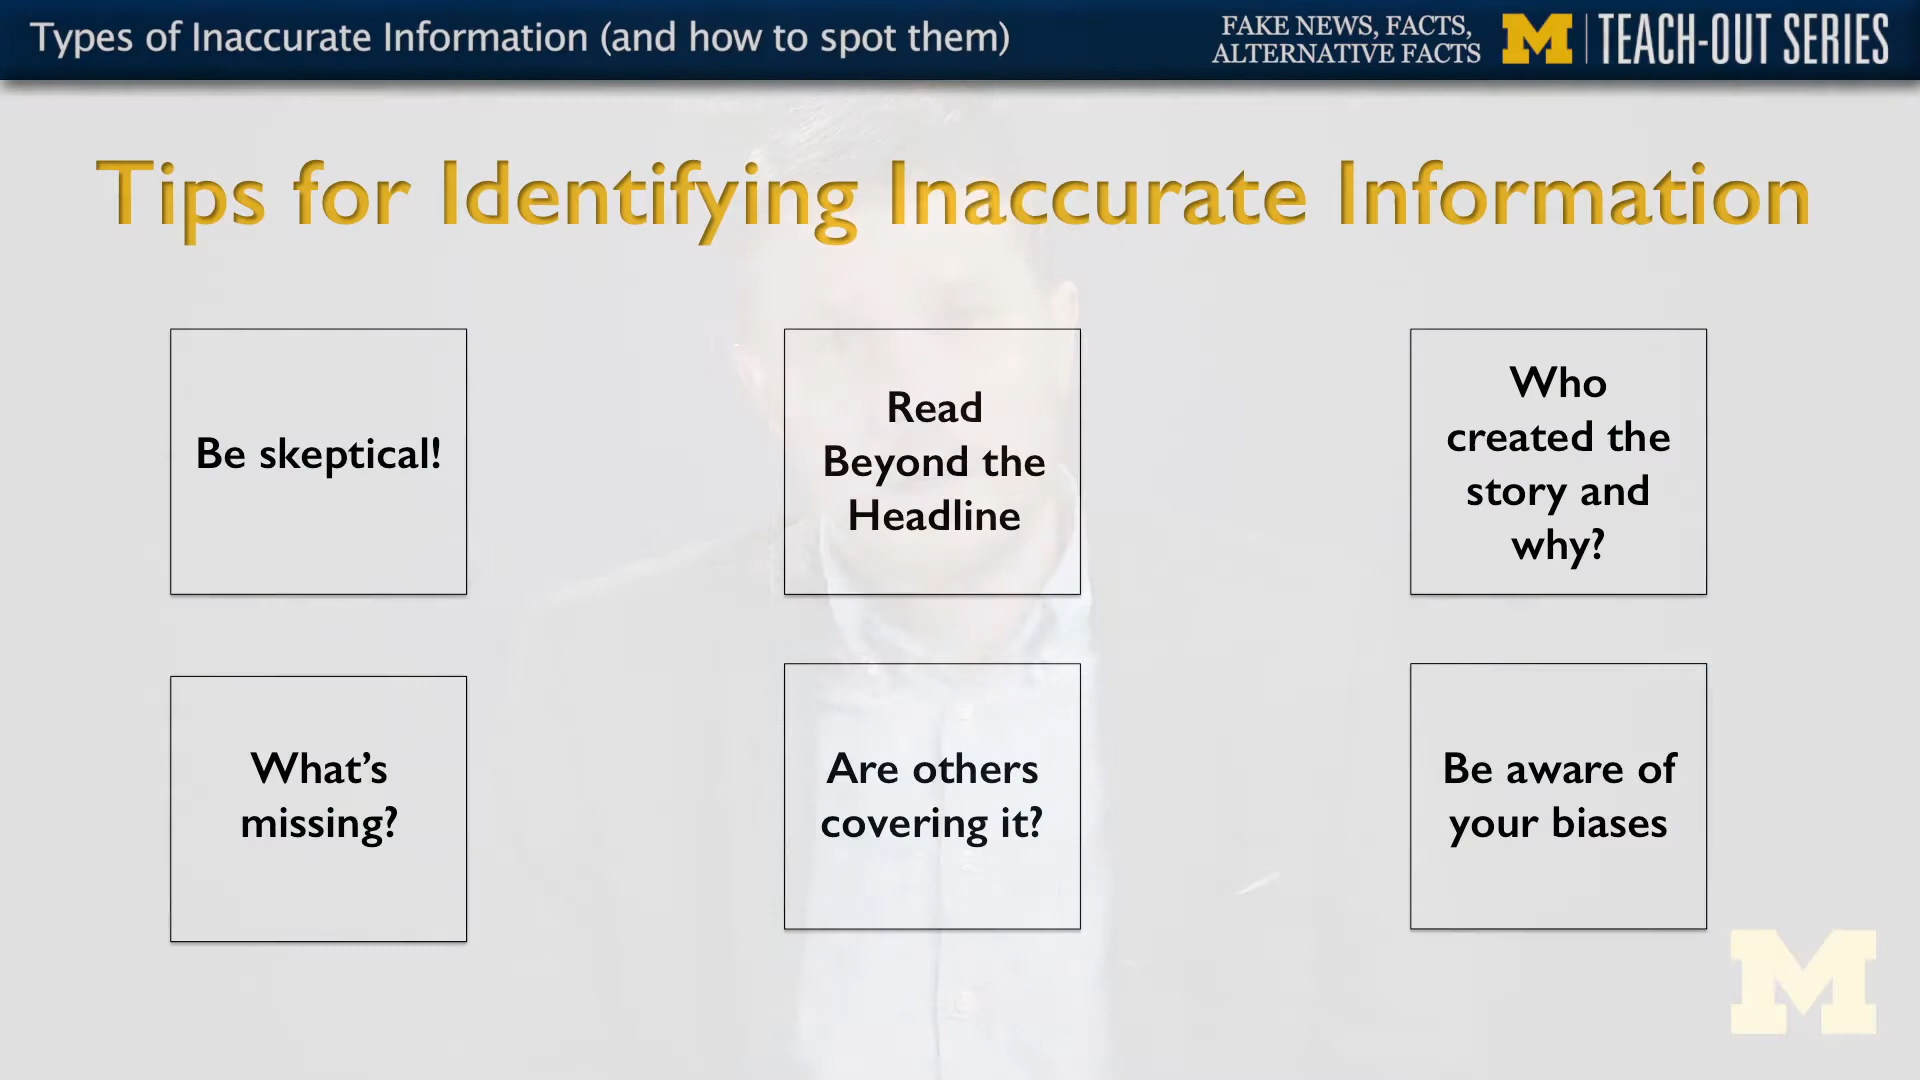 Types of Inaccurate Information (and how to spot them)
FAKE NEWS, FACTS,
ALTERNATIVE FACTS
M
TEACH-OUT SERIES
Tips for Identifying Inaccurate Information
Be skeptical!
Read
Beyond the
Headline
Who
created the
story and
why?
What’s
missing?
Are others
covering it?
Be aware of
your biases
M